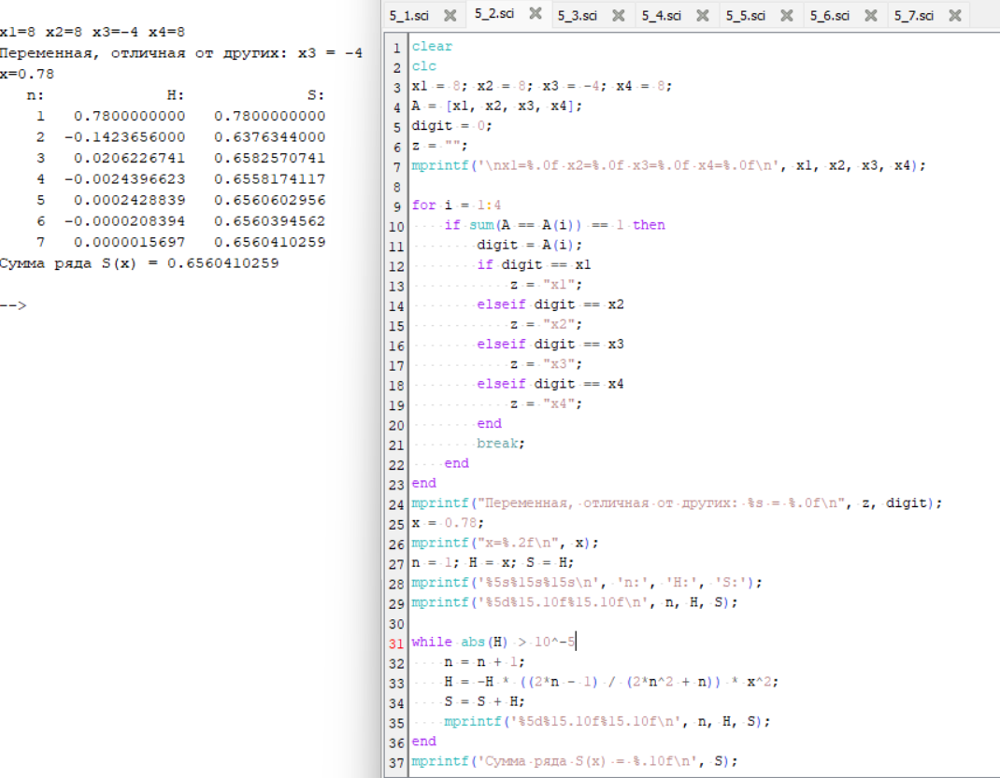 x1=8 x2=8 x3=-4 x4=8
Переменная, отличная от других: x3 = -4
x=0.78
n: H: S:
1 0.7800000000 0.7800000000
2 -0.1423656000 0.6376344000
3 0.0206226741 0.6582570741
4 -0.0024396623 0.6558174117
5 0.0002428839 0.6560602956
6 -0.0000208394 0.6560394562
7 0.0000015697 0.6560410259
Сумма ряда S(x) = 0.6560410259
-->
5_1.sci 5_2.sci 5_3.sci 5_4.sci 5_5.sci 5_6.sci 5_7.sci
1 clear
2 clc
3 x1 = 8; x2 = 8; x3 = -4; x4 = 8;
4 A = [x1, x2, x3, x4];
5 digit = 0;
6 z = "";
7 mprintf('\nx1=%.0f x2=%.0f x3=%.0f x4=%.0f\n', x1, x2, x3, x4);
8
9 for i = 1:4
10     if sum(A == A(i)) == 1 then
11         digit = A(i);
12         if digit == x1
13             z = "x1";
14         elseif digit == x2
15             z = "x2";
16         elseif digit == x3
17             z = "x3";
18         elseif digit == x4
19             z = "x4";
20         end
21         break;
22     end
23 end
24 mprintf("Переменная, отличная от других: %s = %.0f\n", z, digit);
25 x = 0.78;
26 mprintf("x=%.2f\n", x);
27 n = 1; H = x; S = H;
28 mprintf('%5s%15s%15s\n', 'n:', 'H:', 'S:');
29 mprintf('%5d%15.10f%15.10f\n', n, H, S);
30
31 while abs(H) > 10^-5
32     n = n + 1;
33     H = -H * ((2*n - 1) / (2*n^2 + n)) * x^2;
34     S = S + H;
35     mprintf('%5d%15.10f%15.10f\n', n, H, S);
36 end
37 mprintf('Сумма ряда S(x) = %.10f\n', S);